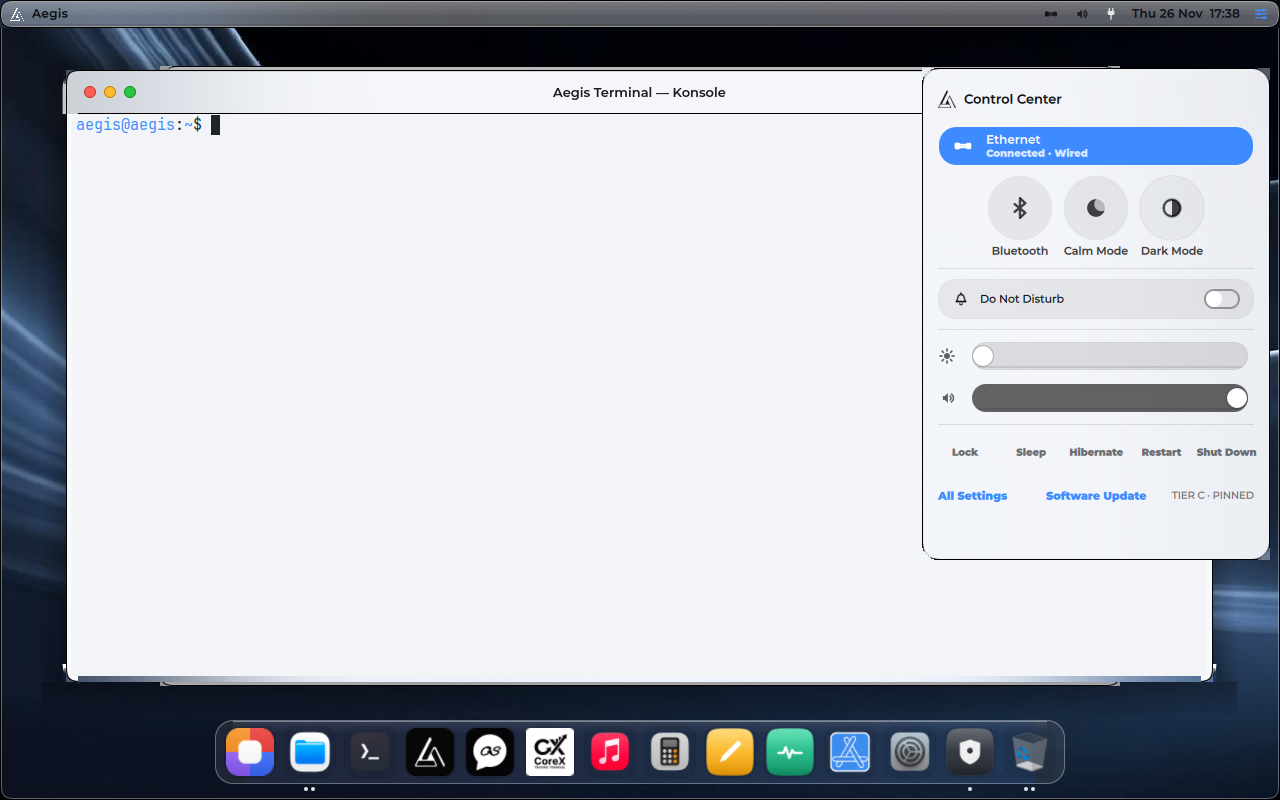 Aegis
Thu 26 Nov 17:38
Aegis Terminal — Konsole
aegis@aegis:~$
Control Center
Ethernet
Connected · Wired
Bluetooth Calm Mode Dark Mode
Do Not Disturb
Lock Sleep Hibernate Restart Shut Down
All Settings Software Update TIER C · PINNED
as
CX
CoreX